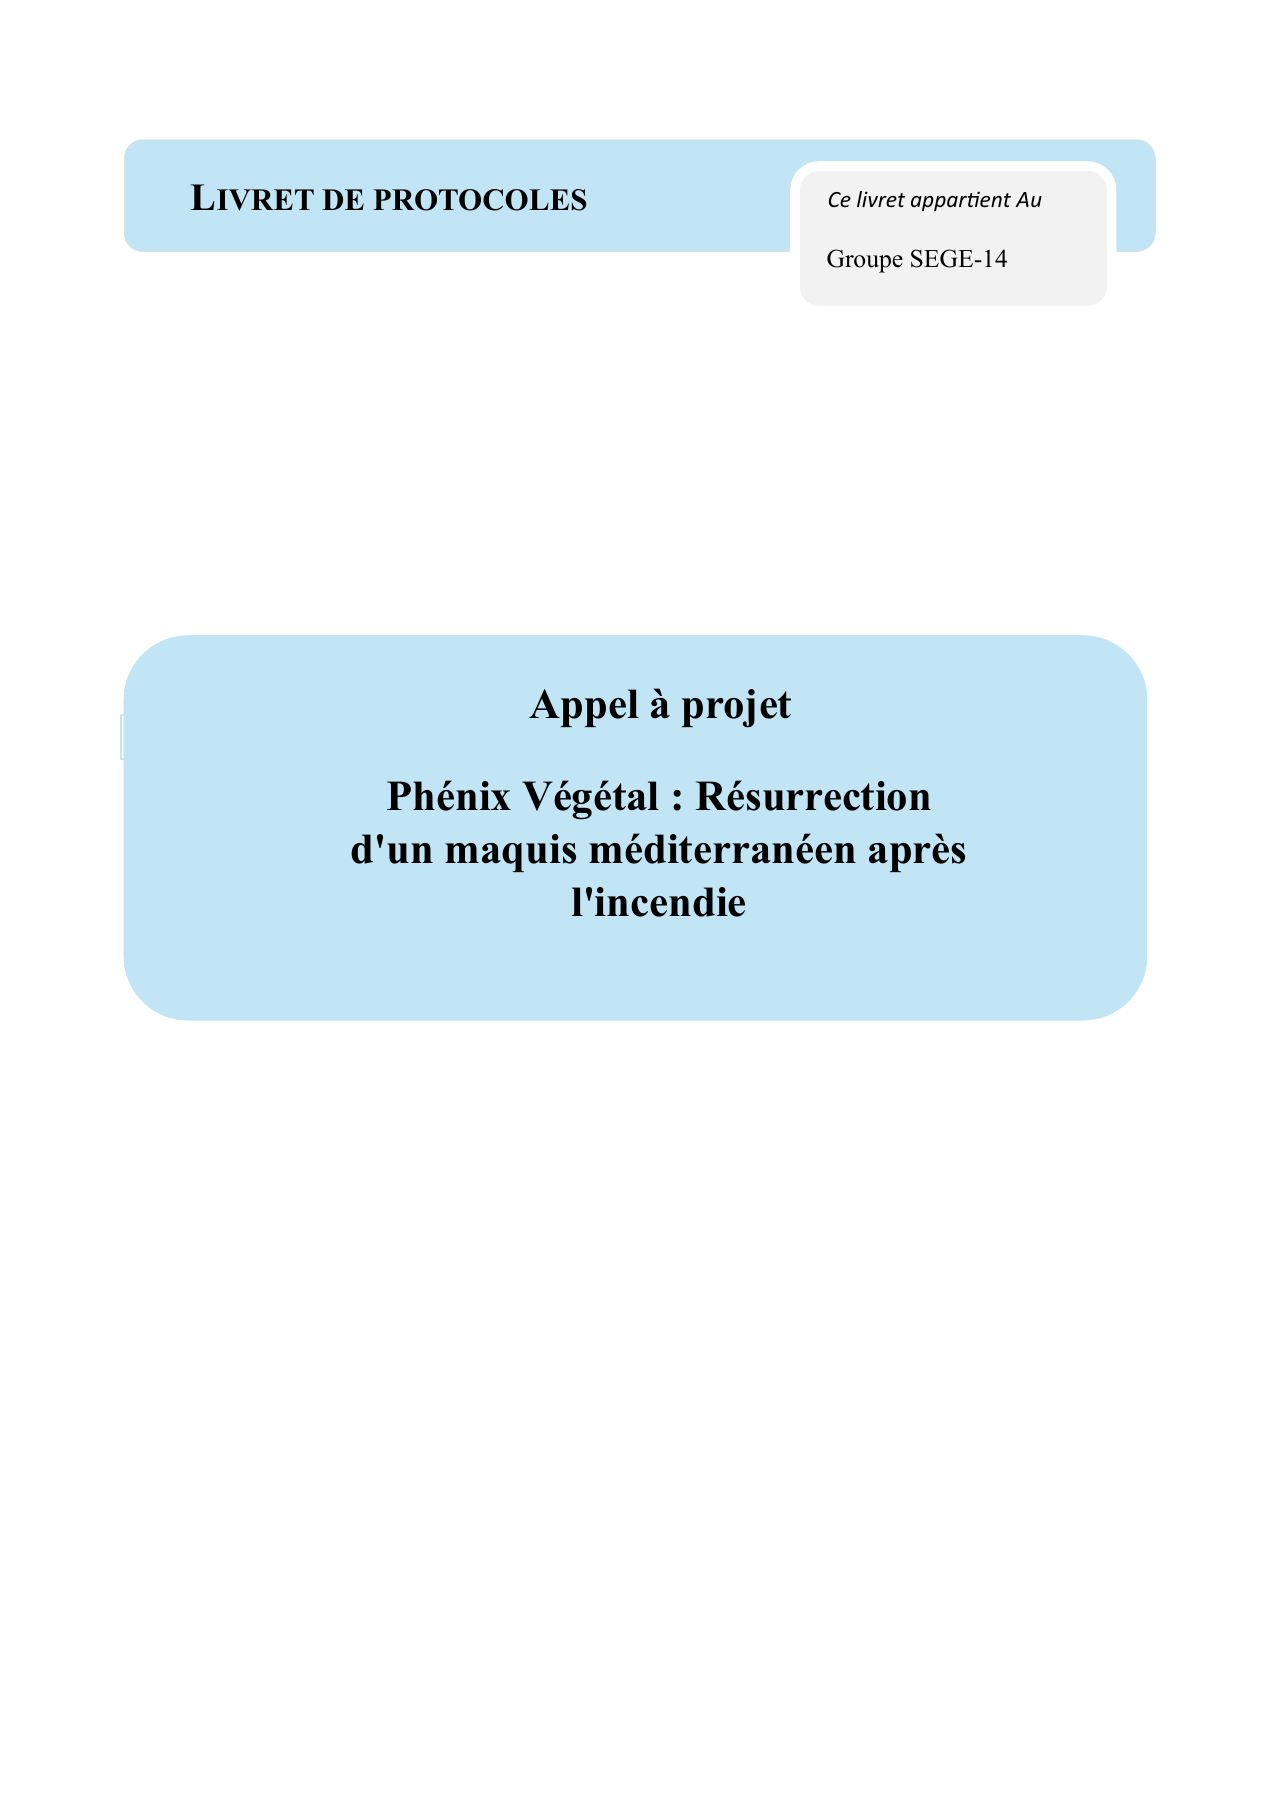 LIVRET DE PROTOCOLES
Ce livret appartient Au
Groupe SEGE-14
Appel à projet
Phénix Végétal : Résurrection
d'un maquis méditerranéen après
l'incendie